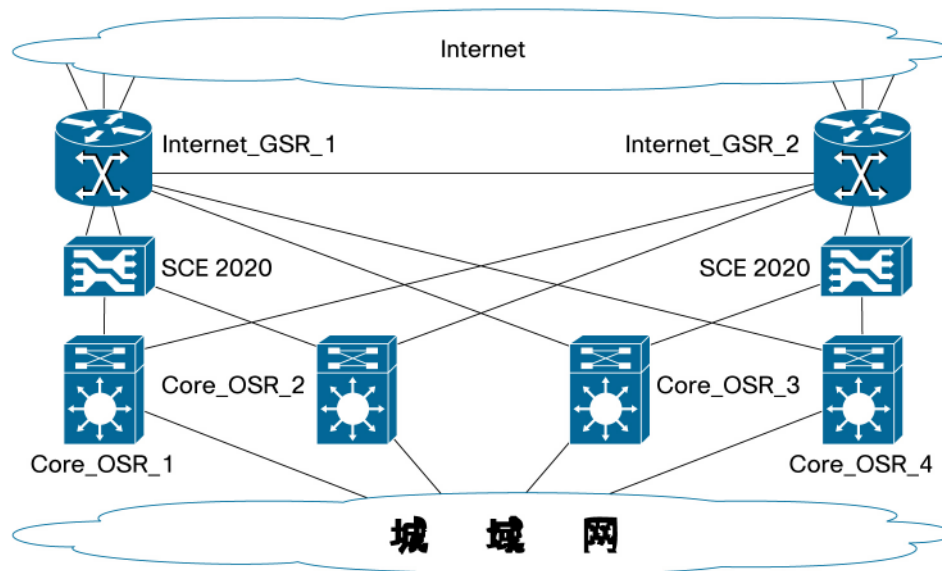 Internet
Internet_GSR_1
Internet_GSR_2
SCE 2020
SCE 2020
Core_OSR_2
Core_OSR_3
Core_OSR_1
Core_OSR_4
城 域 网